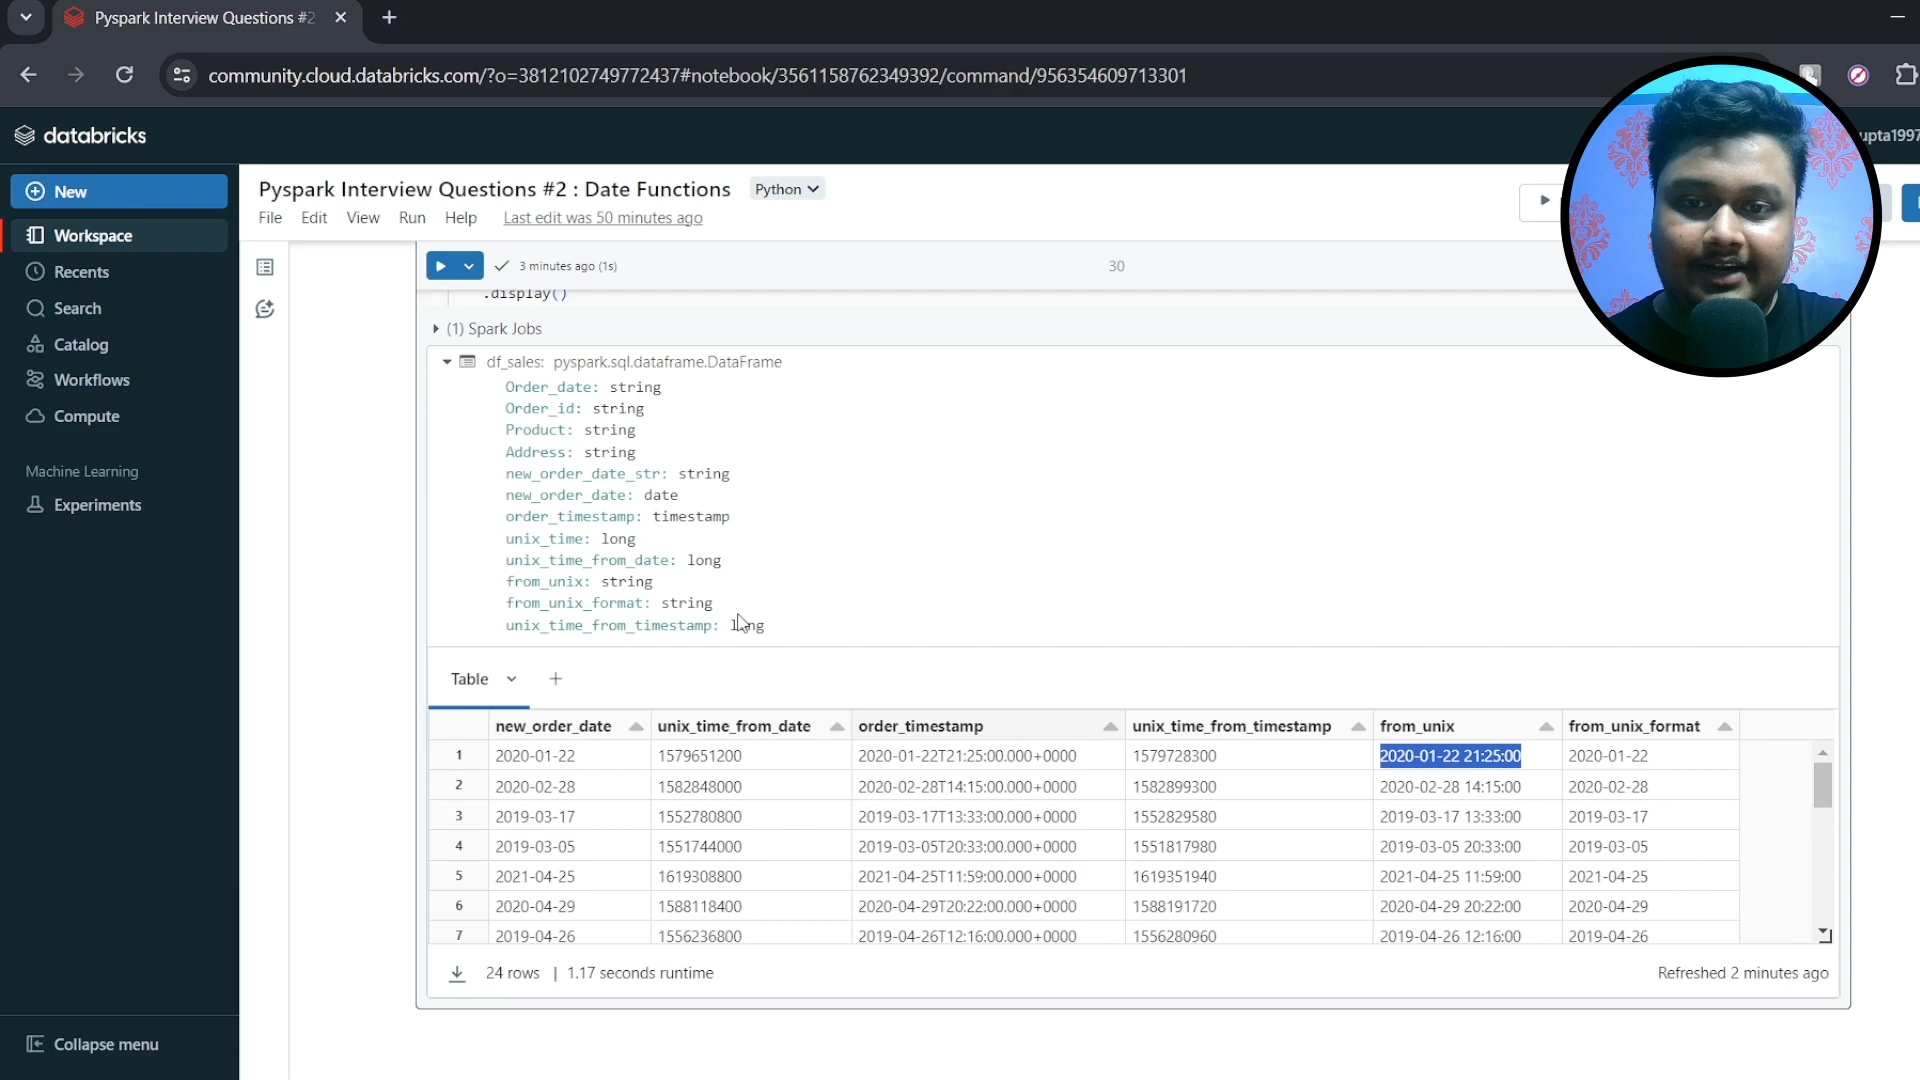 Pyspark Interview Questions #2
community.cloud.databricks.com/?o=3812102749772437#notebook/3561158762349392/command/956354609713301
databricks
upta1997
New
Workspace
Recents
Search
Catalog
Workflows
Compute
Machine Learning
Experiments
Collapse menu
Pyspark Interview Questions #2 : Date Functions Python
File Edit View Run Help Last edit was 50 minutes ago
3 minutes ago (1s) 30
.display()
(1) Spark Jobs
df_sales: pyspark.sql.dataframe.DataFrame
Order_date: string
Order_id: string
Product: string
Address: string
new_order_date_str: string
new_order_date: date
order_timestamp: timestamp
unix_time: long
unix_time_from_date: long
from_unix: string
from_unix_format: string
unix_time_from_timestamp: long
Table
new_order_date unix_time_from_date order_timestamp unix_time_from_timestamp from_unix from_unix_format
1 2020-01-22 1579651200 2020-01-22T21:25:00.000+0000 1579728300 2020-01-22 21:25:00 2020-01-22
2 2020-02-28 1582848000 2020-02-28T14:15:00.000+0000 1582899300 2020-02-28 14:15:00 2020-02-28
3 2019-03-17 1552780800 2019-03-17T13:33:00.000+0000 1552829580 2019-03-17 13:33:00 2019-03-17
4 2019-03-05 1551744000 2019-03-05T20:33:00.000+0000 1551817980 2019-03-05 20:33:00 2019-03-05
5 2021-04-25 1619308800 2021-04-25T11:59:00.000+0000 1619351940 2021-04-25 11:59:00 2021-04-25
6 2020-04-29 1588118400 2020-04-29T20:22:00.000+0000 1588191720 2020-04-29 20:22:00 2020-04-29
7 2019-04-26 1556236800 2019-04-26T12:16:00.000+0000 1556280960 2019-04-26 12:16:00 2019-04-26
24 rows | 1.17 seconds runtime Refreshed 2 minutes ago